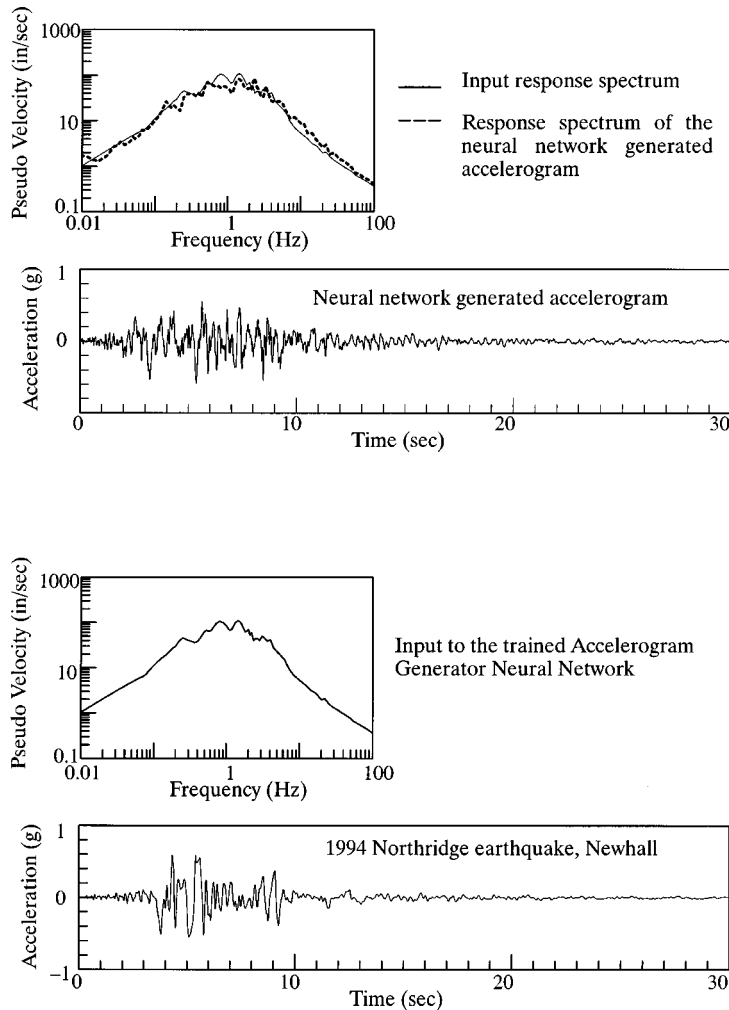 1000
10
0.1
Pseudo Velocity (in/sec)
0.01
1
100
Frequency (Hz)
Input response spectrum
Response spectrum of the
neural network generated
accelerogram
Acceleration (g)
1
0
Neural network generated accelerogram
0
10
20
30
Time (sec)
1000
10
0.1
Pseudo Velocity (in/sec)
0.01
1
100
Frequency (Hz)
Input to the trained Accelerogram
Generator Neural Network
Acceleration (g)
1
0
-1
1994 Northridge earthquake, Newhall
0
10
20
30
Time (sec)